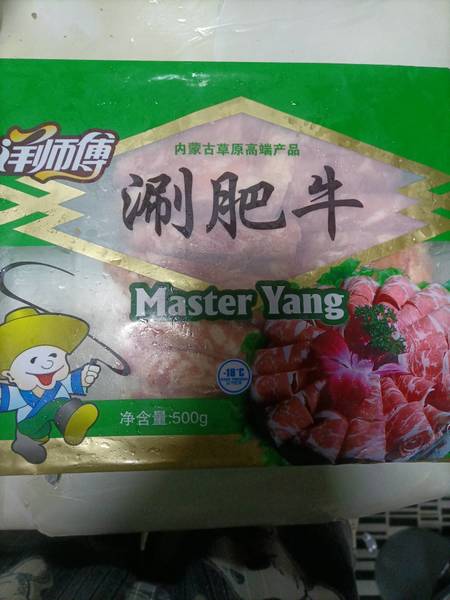 洋师傅
内蒙古草原高端产品
涮肥牛
Master Yang
-18°C
净含量:500g